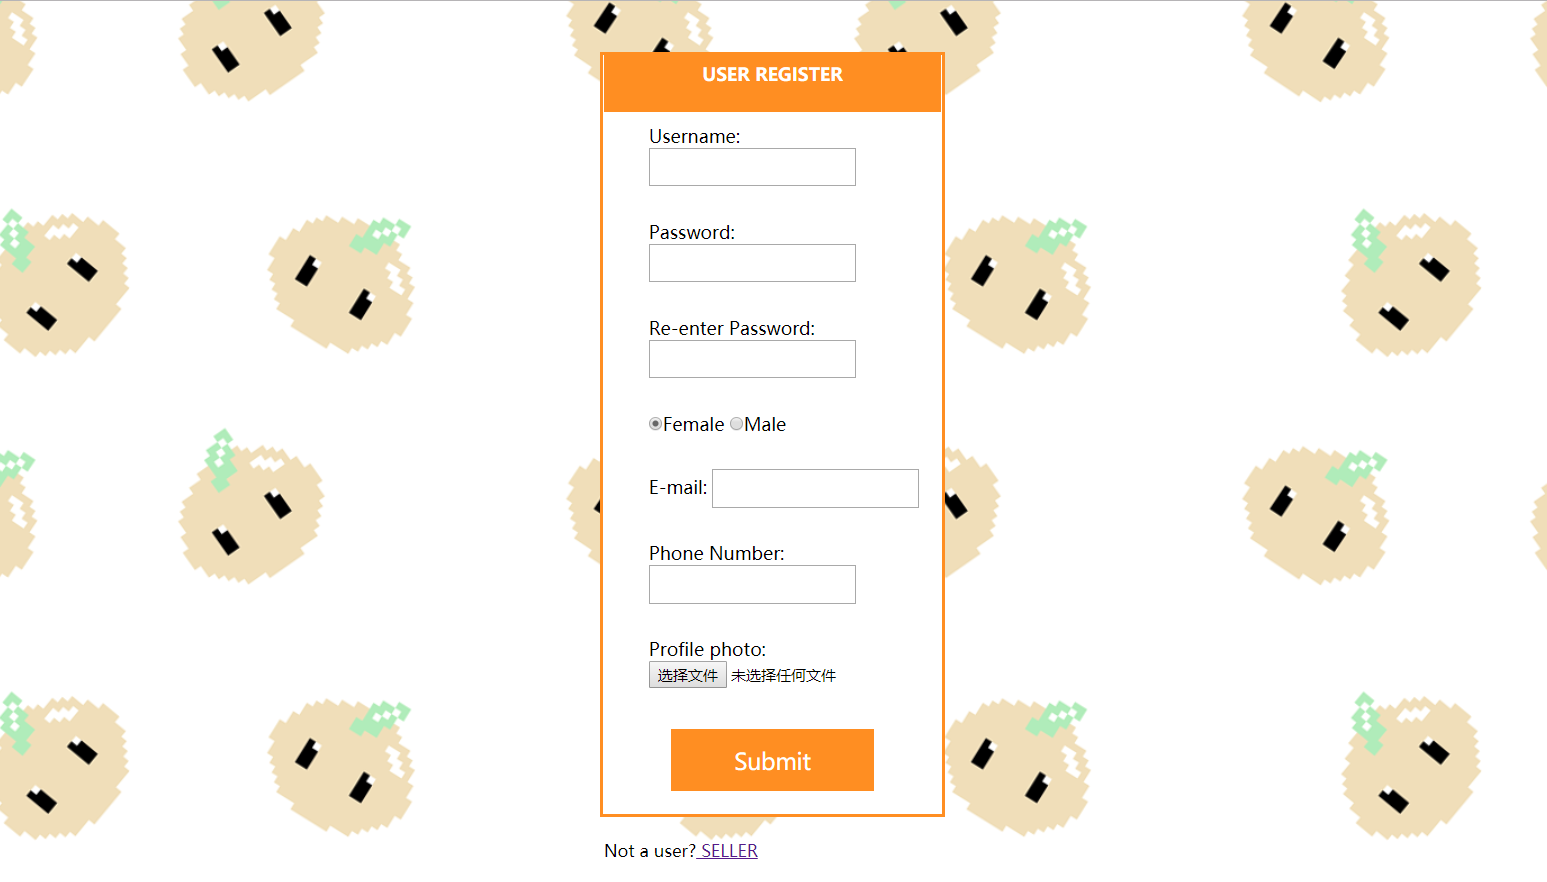 USER REGISTER
Username:
Password:
Re-enter Password:
Female Male
E-mail:
Phone Number:
Profile photo:
选择文件 未选择任何文件
Submit
Not a user? SELLER